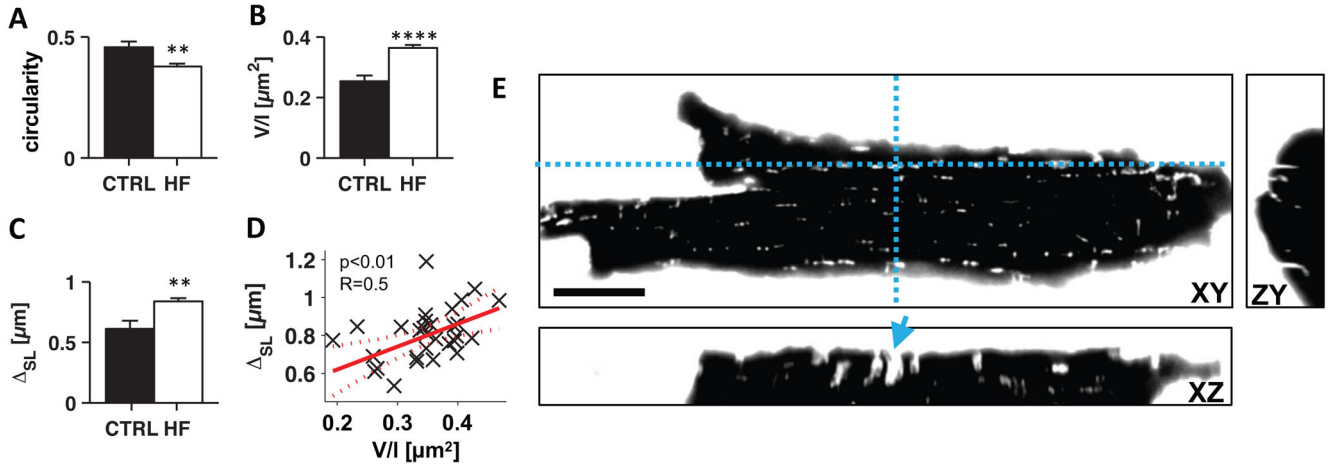 A
circularity
0.5
0
**
CTRL HF
B
V/I [µm²]
0.4
0.2
0
****
CTRL HF
C
Δ_SL [µm]
1
0.5
0
**
CTRL HF
D
Δ_SL [µm]
1.2
1
0.8
0.6
p<0.01
R=0.5
0.2 0.3 0.4
V/I [µm²]
E
XY
ZY
XZ